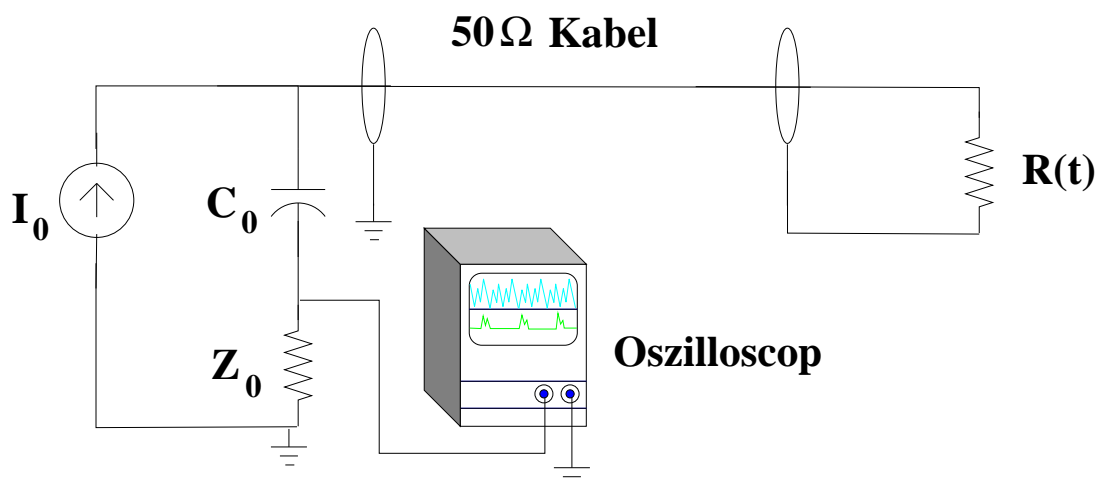 50Ω Kabel
I₀
C₀
R(t)
Z₀
Oszilloscop